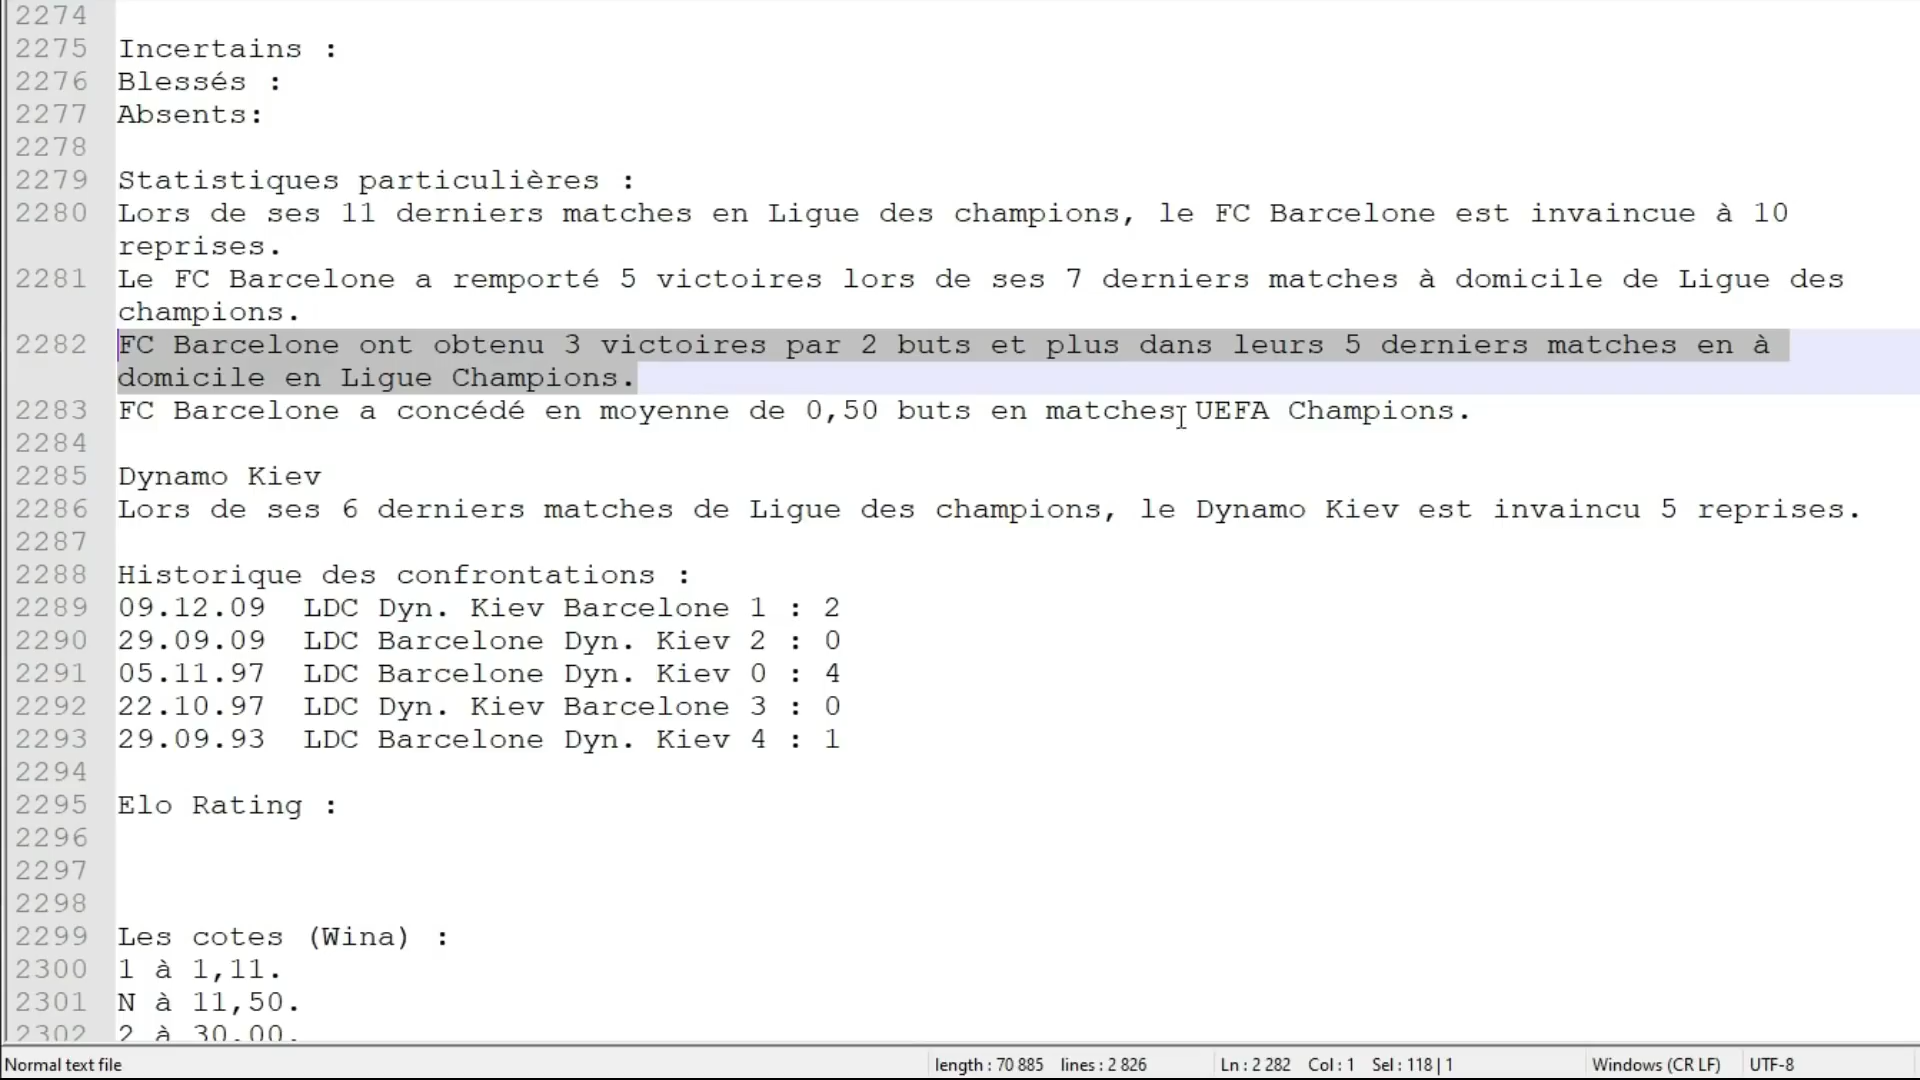 2274
2275 Incertains :
2276 Blessés :
2277 Absents:
2278
2279 Statistiques particulières :
2280 Lors de ses 11 derniers matches en Ligue des champions, le FC Barcelone est invaincue à 10
reprises.
2281 Le FC Barcelone a remporté 5 victoires lors de ses 7 derniers matches à domicile de Ligue des
champions.
2282 FC Barcelone ont obtenu 3 victoires par 2 buts et plus dans leurs 5 derniers matches en à
domicile en Ligue Champions.
2283 FC Barcelone a concédé en moyenne de 0,50 buts en matches UEFA Champions.
2284
2285 Dynamo Kiev
2286 Lors de ses 6 derniers matches de Ligue des champions, le Dynamo Kiev est invaincu 5 reprises.
2287
2288 Historique des confrontations :
2289 09.12.09  LDC Dyn. Kiev Barcelone 1 : 2
2290 29.09.09  LDC Barcelone Dyn. Kiev 2 : 0
2291 05.11.97  LDC Barcelone Dyn. Kiev 0 : 4
2292 22.10.97  LDC Dyn. Kiev Barcelone 3 : 0
2293 29.09.93  LDC Barcelone Dyn. Kiev 4 : 1
2294
2295 Elo Rating :
2296
2297
2298
2299 Les cotes (Wina) :
2300 1 à 1,11.
2301 N à 11,50.
2302 2 à 30.00.
Normal text file length : 70 885 lines : 2 826 Ln : 2 282 Col : 1 Sel : 118 | 1 Windows (CR LF) UTF-8